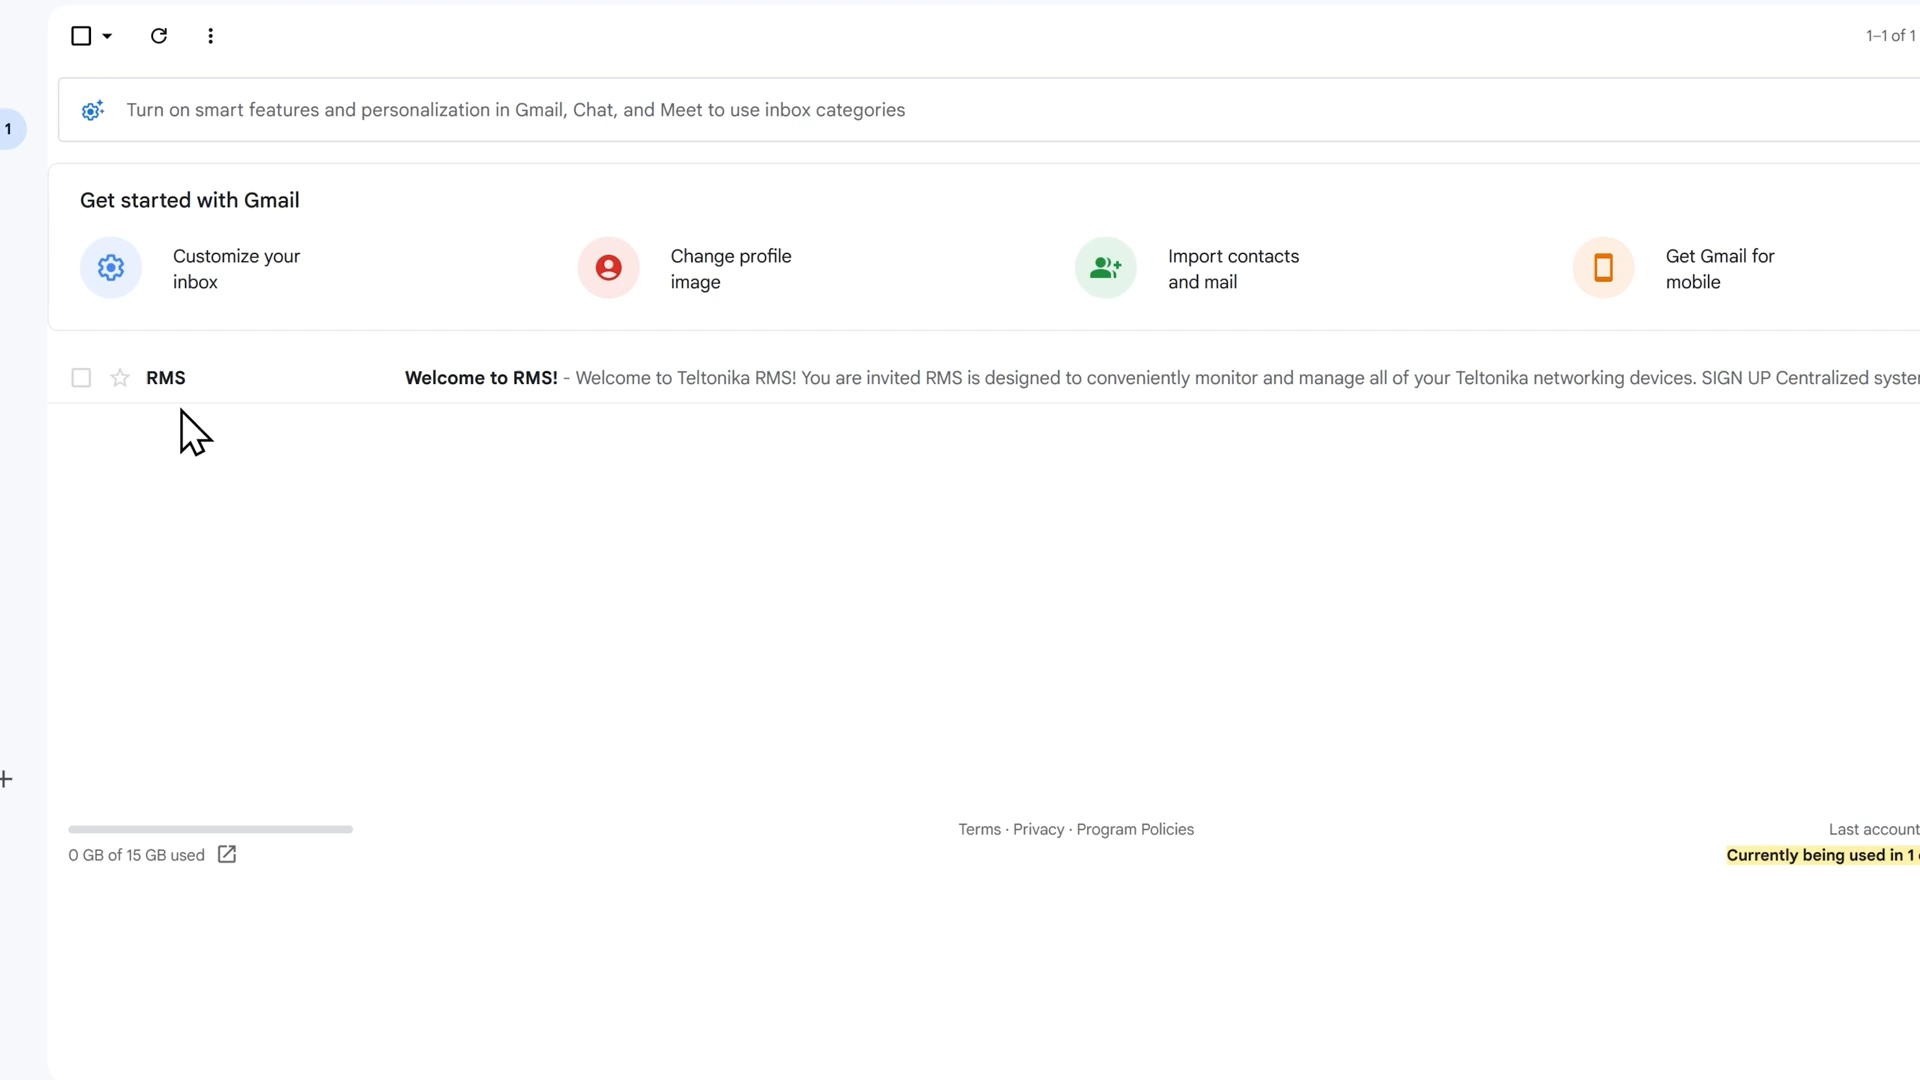 1–1 of 1
Turn on smart features and personalization in Gmail, Chat, and Meet to use inbox categories
1
Get started with Gmail
Customize your
inbox
Change profile
image
Import contacts
and mail
Get Gmail for
mobile
RMS Welcome to RMS! - Welcome to Teltonika RMS! You are invited RMS is designed to conveniently monitor and manage all of your Teltonika networking devices. SIGN UP Centralized syste
Terms · Privacy · Program Policies
Last account
0 GB of 15 GB used
Currently being used in 1